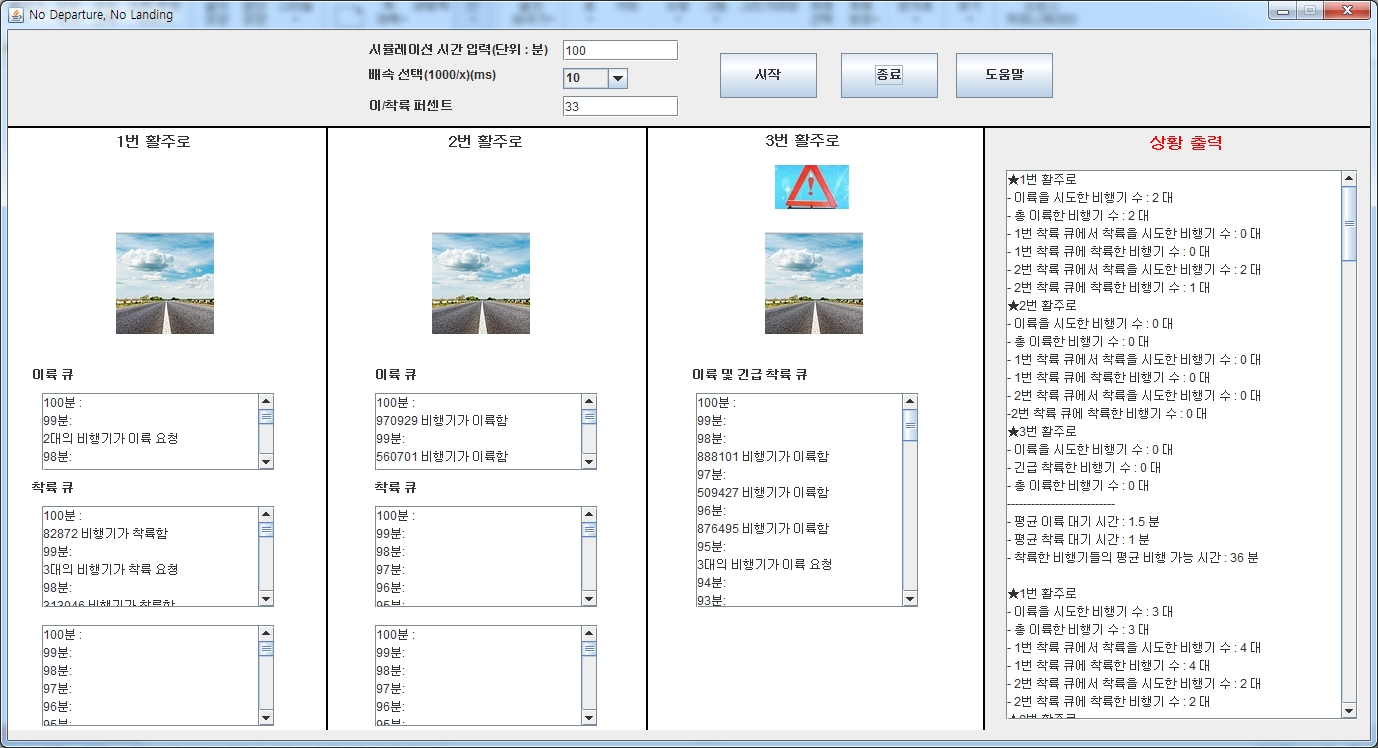 No Departure, No Landing
시뮬레이션 시간 입력(단위 : 분)
100
배속 선택(1000/x)(ms)
10
이/착륙 퍼센트
33
시작
종료
도움말
1번 활주로
이륙 큐
100분 :
99분:
2대의 비행기가 이륙 요청
98분:
착륙 큐
100분 :
82872 비행기가 착륙함
99분:
3대의 비행기가 착륙 요청
98분:
313046 비행기가 착륙함
100분 :
99분:
98분:
97분:
96분:
95분:
2번 활주로
이륙 큐
100분 :
970929 비행기가 이륙함
99분:
560701 비행기가 이륙함
착륙 큐
100분 :
99분:
98분:
97분:
96분:
95분:
100분 :
99분:
98분:
97분:
96분:
95분:
3번 활주로
이륙 및 긴급 착륙 큐
100분 :
99분:
98분:
888101 비행기가 이륙함
97분:
509427 비행기가 이륙함
96분:
876495 비행기가 이륙함
95분:
3대의 비행기가 이륙 요청
94분:
93분:
상황 출력
★1번 활주로
- 이륙을 시도한 비행기 수 : 2 대
- 총 이륙한 비행기 수 : 2 대
- 1번 착륙 큐에서 착륙을 시도한 비행기 수 : 0 대
- 1번 착륙 큐에 착륙한 비행기 수 : 0 대
- 2번 착륙 큐에서 착륙을 시도한 비행기 수 : 2 대
- 2번 착륙 큐에 착륙한 비행기 수 : 1 대
★2번 활주로
- 이륙을 시도한 비행기 수 : 0 대
- 총 이륙한 비행기 수 : 0 대
- 1번 착륙 큐에서 착륙을 시도한 비행기 수 : 0 대
- 1번 착륙 큐에 착륙한 비행기 수 : 0 대
- 2번 착륙 큐에서 착륙을 시도한 비행기 수 : 0 대
-2번 착륙 큐에 착륙한 비행기 수 : 0 대
★3번 활주로
- 이륙을 시도한 비행기 수 : 0 대
- 긴급 착륙한 비행기 수 : 0 대
- 총 이륙한 비행기 수 : 0 대
---------------------------
- 평균 이륙 대기 시간 : 1.5 분
- 평균 착륙 대기 시간 : 1 분
- 착륙한 비행기들의 평균 비행 가능 시간 : 36 분
★1번 활주로
- 이륙을 시도한 비행기 수 : 3 대
- 총 이륙한 비행기 수 : 3 대
- 1번 착륙 큐에서 착륙을 시도한 비행기 수 : 4 대
- 1번 착륙 큐에 착륙한 비행기 수 : 4 대
- 2번 착륙 큐에서 착륙을 시도한 비행기 수 : 2 대
- 2번 착륙 큐에 착륙한 비행기 수 : 2 대
★2번 활주로